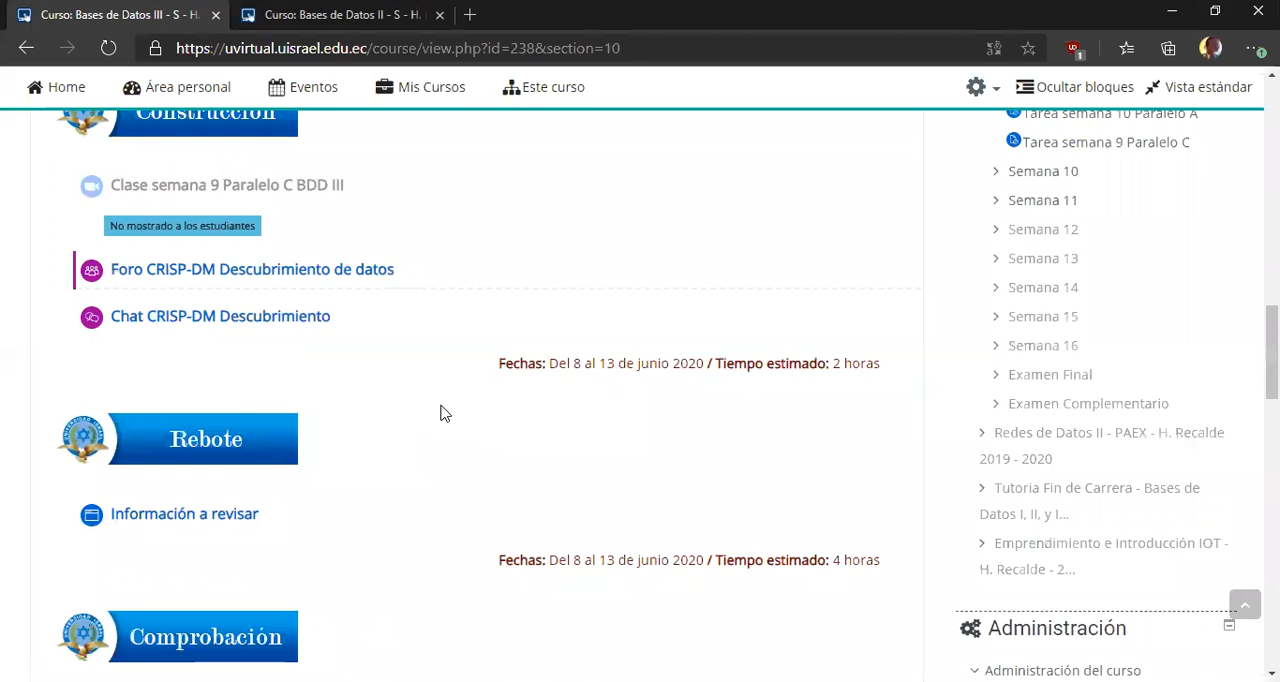 Curso: Bases de Datos III - S - H.
Curso: Bases de Datos II - S - H.
https://uvirtual.uisrael.edu.ec/course/view.php?id=238&section=10
Home
Área personal
Eventos
Mis Cursos
Este curso
Ocultar bloques
Vista estándar
Construcción
Clase semana 9 Paralelo C BDD III
No mostrado a los estudiantes
Foro CRISP-DM Descubrimiento de datos
Chat CRISP-DM Descubrimiento
Fechas: Del 8 al 13 de junio 2020 / Tiempo estimado: 2 horas
Rebote
Información a revisar
Fechas: Del 8 al 13 de junio 2020 / Tiempo estimado: 4 horas
Comprobación
Tarea semana 10 Paralelo A
Tarea semana 9 Paralelo C
Semana 10
Semana 11
Semana 12
Semana 13
Semana 14
Semana 15
Semana 16
Examen Final
Examen Complementario
Redes de Datos II - PAEX - H. Recalde
2019 - 2020
Tutoria Fin de Carrera - Bases de
Datos I, II, y I...
Emprendimiento e Introducción IOT -
H. Recalde - 2...
Administración
Administración del curso